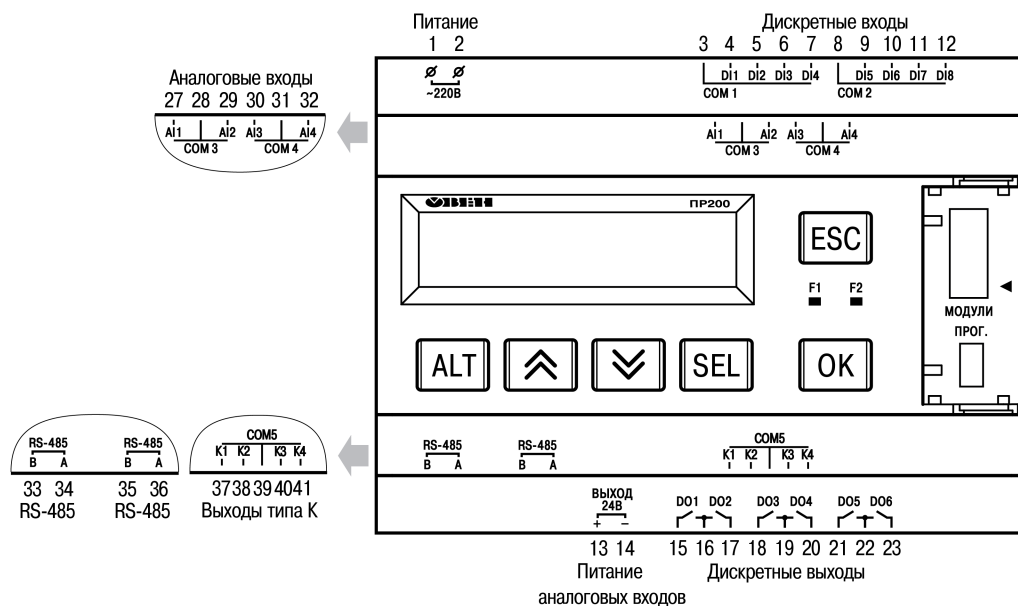 Питание
1 2
~220В
Дискретные входы
3 4 5 6 7 8 9 10 11 12
DI1 DI2 DI3 DI4 DI5 DI6 DI7 DI8
COM 1 COM 2
Аналоговые входы
27 28 29 30 31 32
AI1 AI2 AI3 AI4
COM 3 COM 4
AI1 AI2 AI3 AI4
COM 3 COM 4
ОВЕН ПР200
ESC
F1 F2
МОДУЛИ
ПРОГ.
ALT SEL OK
RS-485 RS-485
B A B A
COM5
K1 K2 K3 K4
33 34 35 36
RS-485 RS-485
37 38 39 40 41
Выходы типа К
RS-485 RS-485
B A B A
COM5
K1 K2 K3 K4
ВЫХОД
24В
+ –
DO1 DO2 DO3 DO4 DO5 DO6
13 14 15 16 17 18 19 20 21 22 23
Питание
аналоговых входов
Дискретные выходы